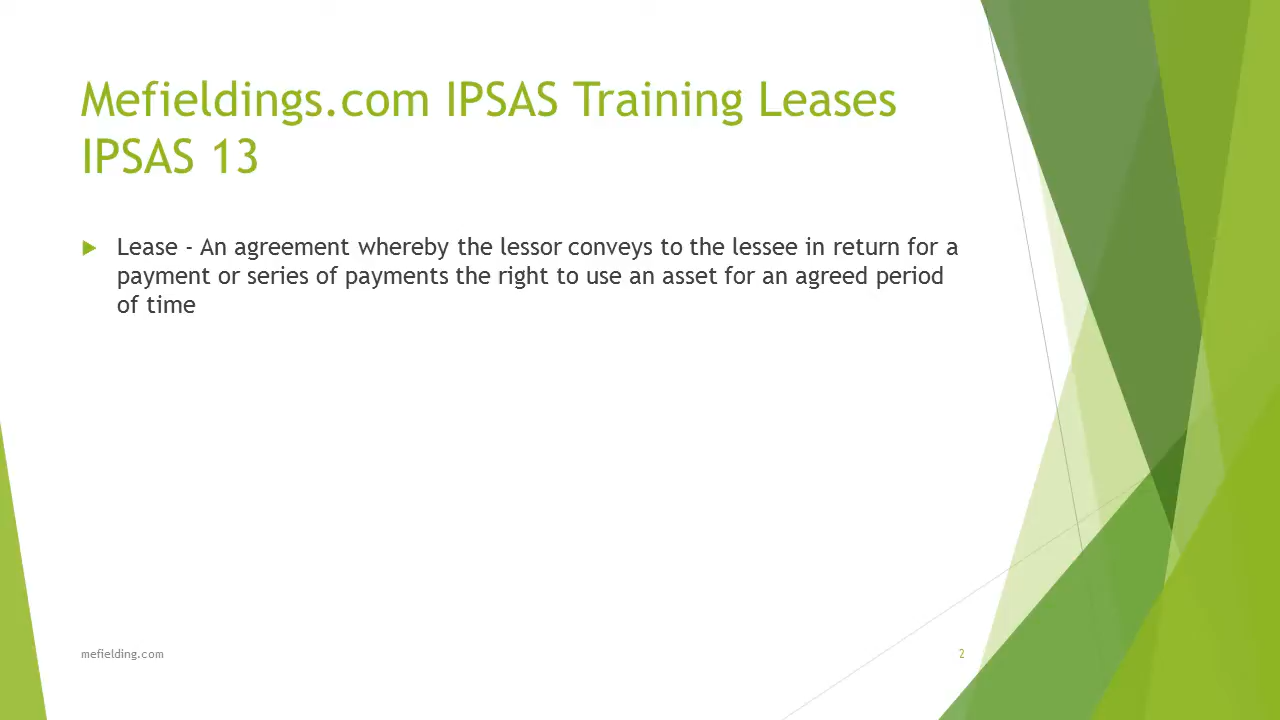 Mefieldings.com IPSAS Training Leases
IPSAS 13
Lease - An agreement whereby the lessor conveys to the lessee in return for a
payment or series of payments the right to use an asset for an agreed period
of time
mefielding.com
2